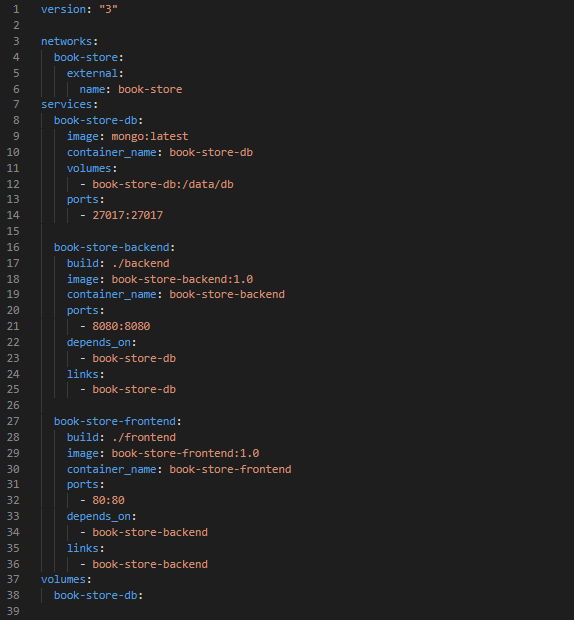 1 version: "3"
2
3 networks:
4   book-store:
5     external:
6       name: book-store
7 services:
8   book-store-db:
9     image: mongo:latest
10     container_name: book-store-db
11     volumes:
12       - book-store-db:/data/db
13     ports:
14       - 27017:27017
15
16   book-store-backend:
17     build: ./backend
18     image: book-store-backend:1.0
19     container_name: book-store-backend
20     ports:
21       - 8080:8080
22     depends_on:
23       - book-store-db
24     links:
25       - book-store-db
26
27   book-store-frontend:
28     build: ./frontend
29     image: book-store-frontend:1.0
30     container_name: book-store-frontend
31     ports:
32       - 80:80
33     depends_on:
34       - book-store-backend
35     links:
36       - book-store-backend
37 volumes:
38   book-store-db:
39